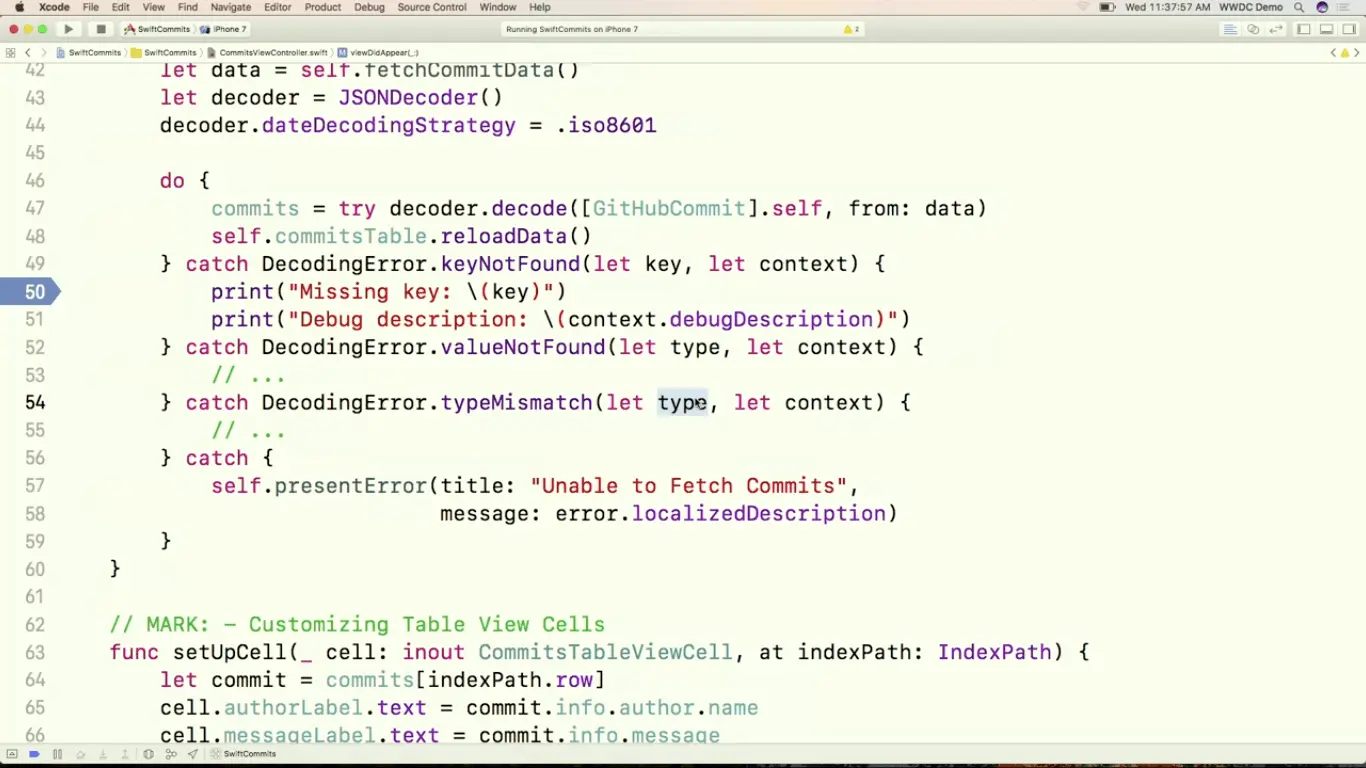 Xcode File Edit View Find Navigate Editor Product Debug Source Control Window Help Wed 11:37:57 AM WWDC Demo
SwiftCommits iPhone 7 Running SwiftCommits on iPhone 7 2
SwiftCommits SwiftCommits CommitsViewController.swift viewDidAppear(_:)
42 let data = self.fetchCommitData()
43 let decoder = JSONDecoder()
44 decoder.dateDecodingStrategy = .iso8601
45
46 do {
47 commits = try decoder.decode([GitHubCommit].self, from: data)
48 self.commitsTable.reloadData()
49 } catch DecodingError.keyNotFound(let key, let context) {
50 print("Missing key: \(key)")
51 print("Debug description: \(context.debugDescription)")
52 } catch DecodingError.valueNotFound(let type, let context) {
53 // ...
54 } catch DecodingError.typeMismatch(let type, let context) {
55 // ...
56 } catch {
57 self.presentError(title: "Unable to Fetch Commits",
58 message: error.localizedDescription)
59 }
60 }
61
62 // MARK: - Customizing Table View Cells
63 func setUpCell(_ cell: inout CommitsTableViewCell, at indexPath: IndexPath) {
64 let commit = commits[indexPath.row]
65 cell.authorLabel.text = commit.info.author.name
66 cell.messageLabel.text = commit.info.message
SwiftCommits